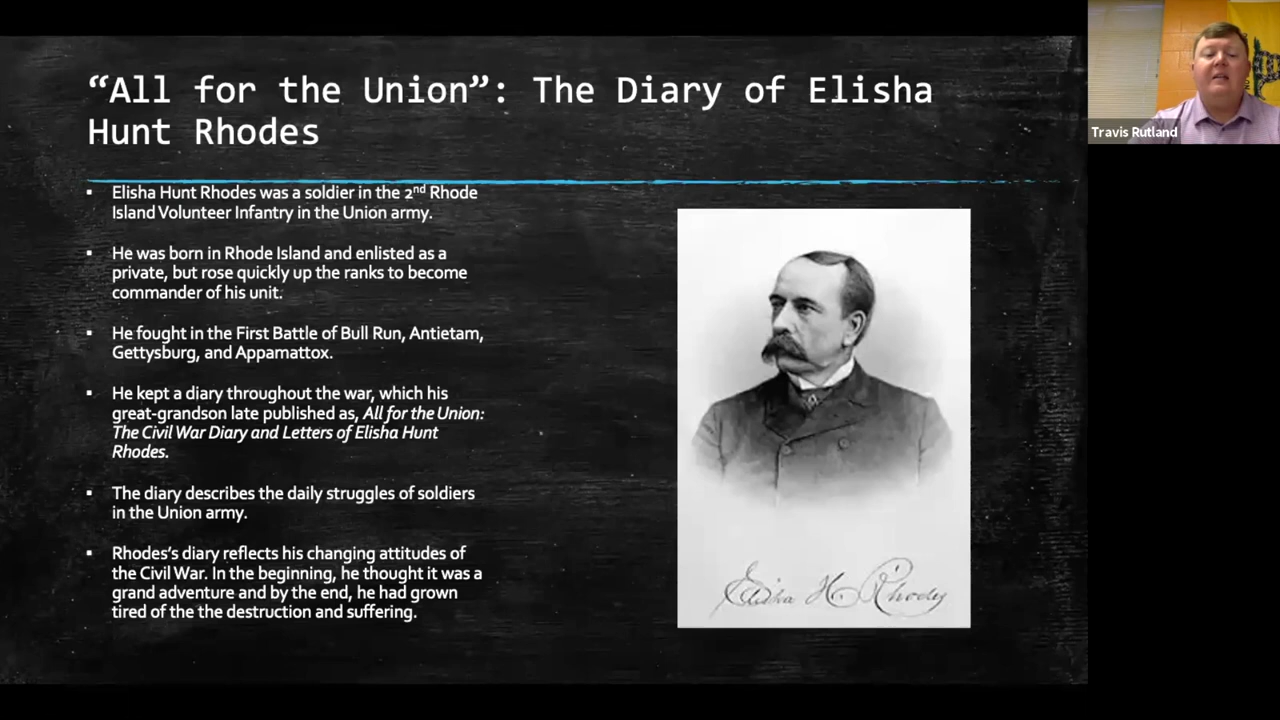 “All for the Union”: The Diary of Elisha
Hunt Rhodes
▪ Elisha Hunt Rhodes was a soldier in the 2nd Rhode
Island Volunteer Infantry in the Union army.
▪ He was born in Rhode Island and enlisted as a
private, but rose quickly up the ranks to become
commander of his unit.
▪ He fought in the First Battle of Bull Run, Antietam,
Gettysburg, and Appamattox.
▪ He kept a diary throughout the war, which his
great-grandson late published as, All for the Union:
The Civil War Diary and Letters of Elisha Hunt
Rhodes.
▪ The diary describes the daily struggles of soldiers
in the Union army.
▪ Rhodes’s diary reflects his changing attitudes of
the Civil War. In the beginning, he thought it was a
grand adventure and by the end, he had grown
tired of the the destruction and suffering.
Elisha H Rhodes
Travis Rutland